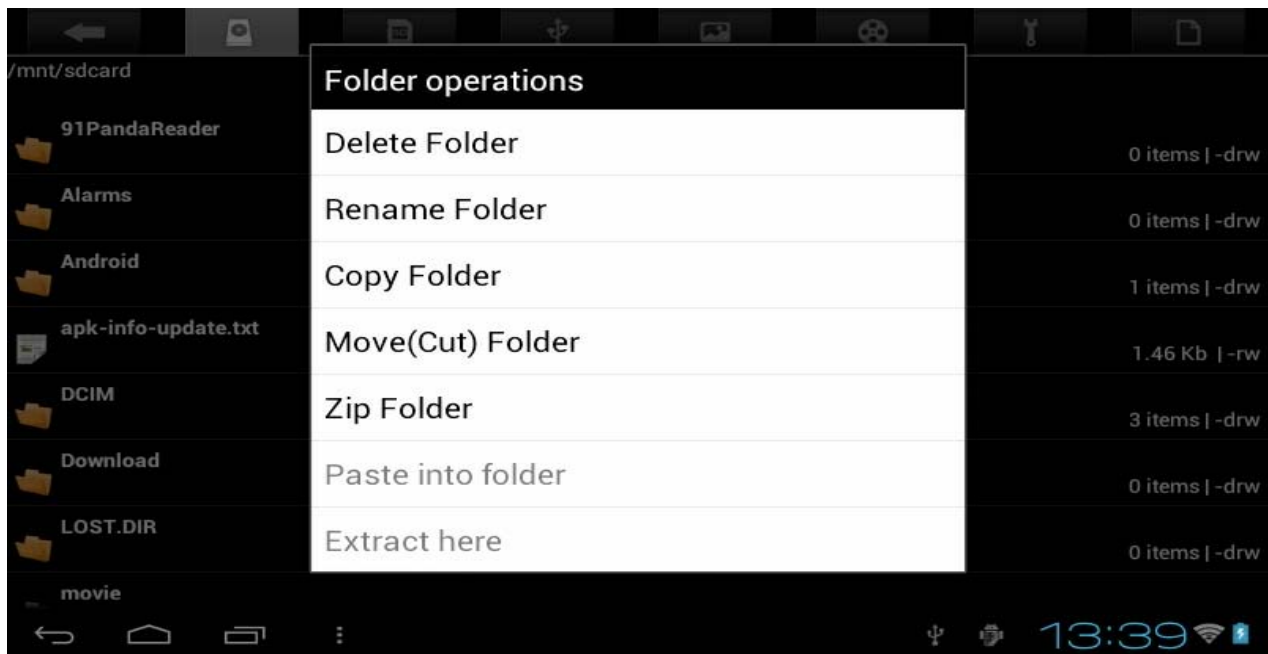 /mnt/sdcard
Folder operations
91PandaReader
Delete Folder
0 items | -drw
Alarms
Rename Folder
0 items | -drw
Android
Copy Folder
1 items | -drw
apk-info-update.txt
Move(Cut) Folder
1.46 Kb | -rw
DCIM
Zip Folder
3 items | -drw
Download
Paste into folder
0 items | -drw
LOST.DIR
Extract here
0 items | -drw
movie
13:39